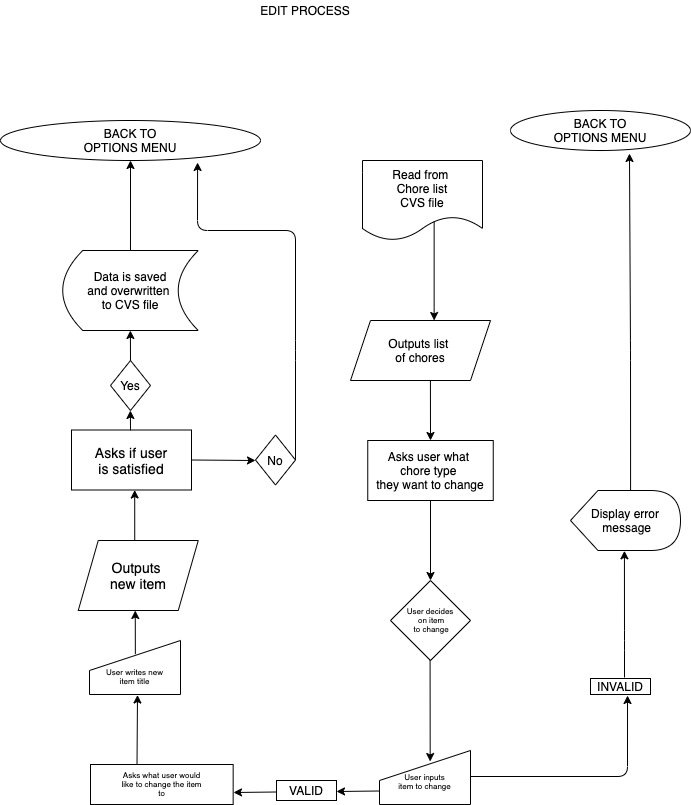 EDIT PROCESS
BACK TO
OPTIONS MENU
BACK TO
OPTIONS MENU
Read from
Chore list
CVS file
Data is saved
and overwritten
to CVS file
Outputs list
of chores
Yes
Asks if user
is satisfied
No
Asks user what
chore type
they want to change
Display error
message
Outputs
new item
User decides
on item
to change
User writes new
item title
INVALID
Asks what user would
like to change the item
to
VALID
User inputs
item to change